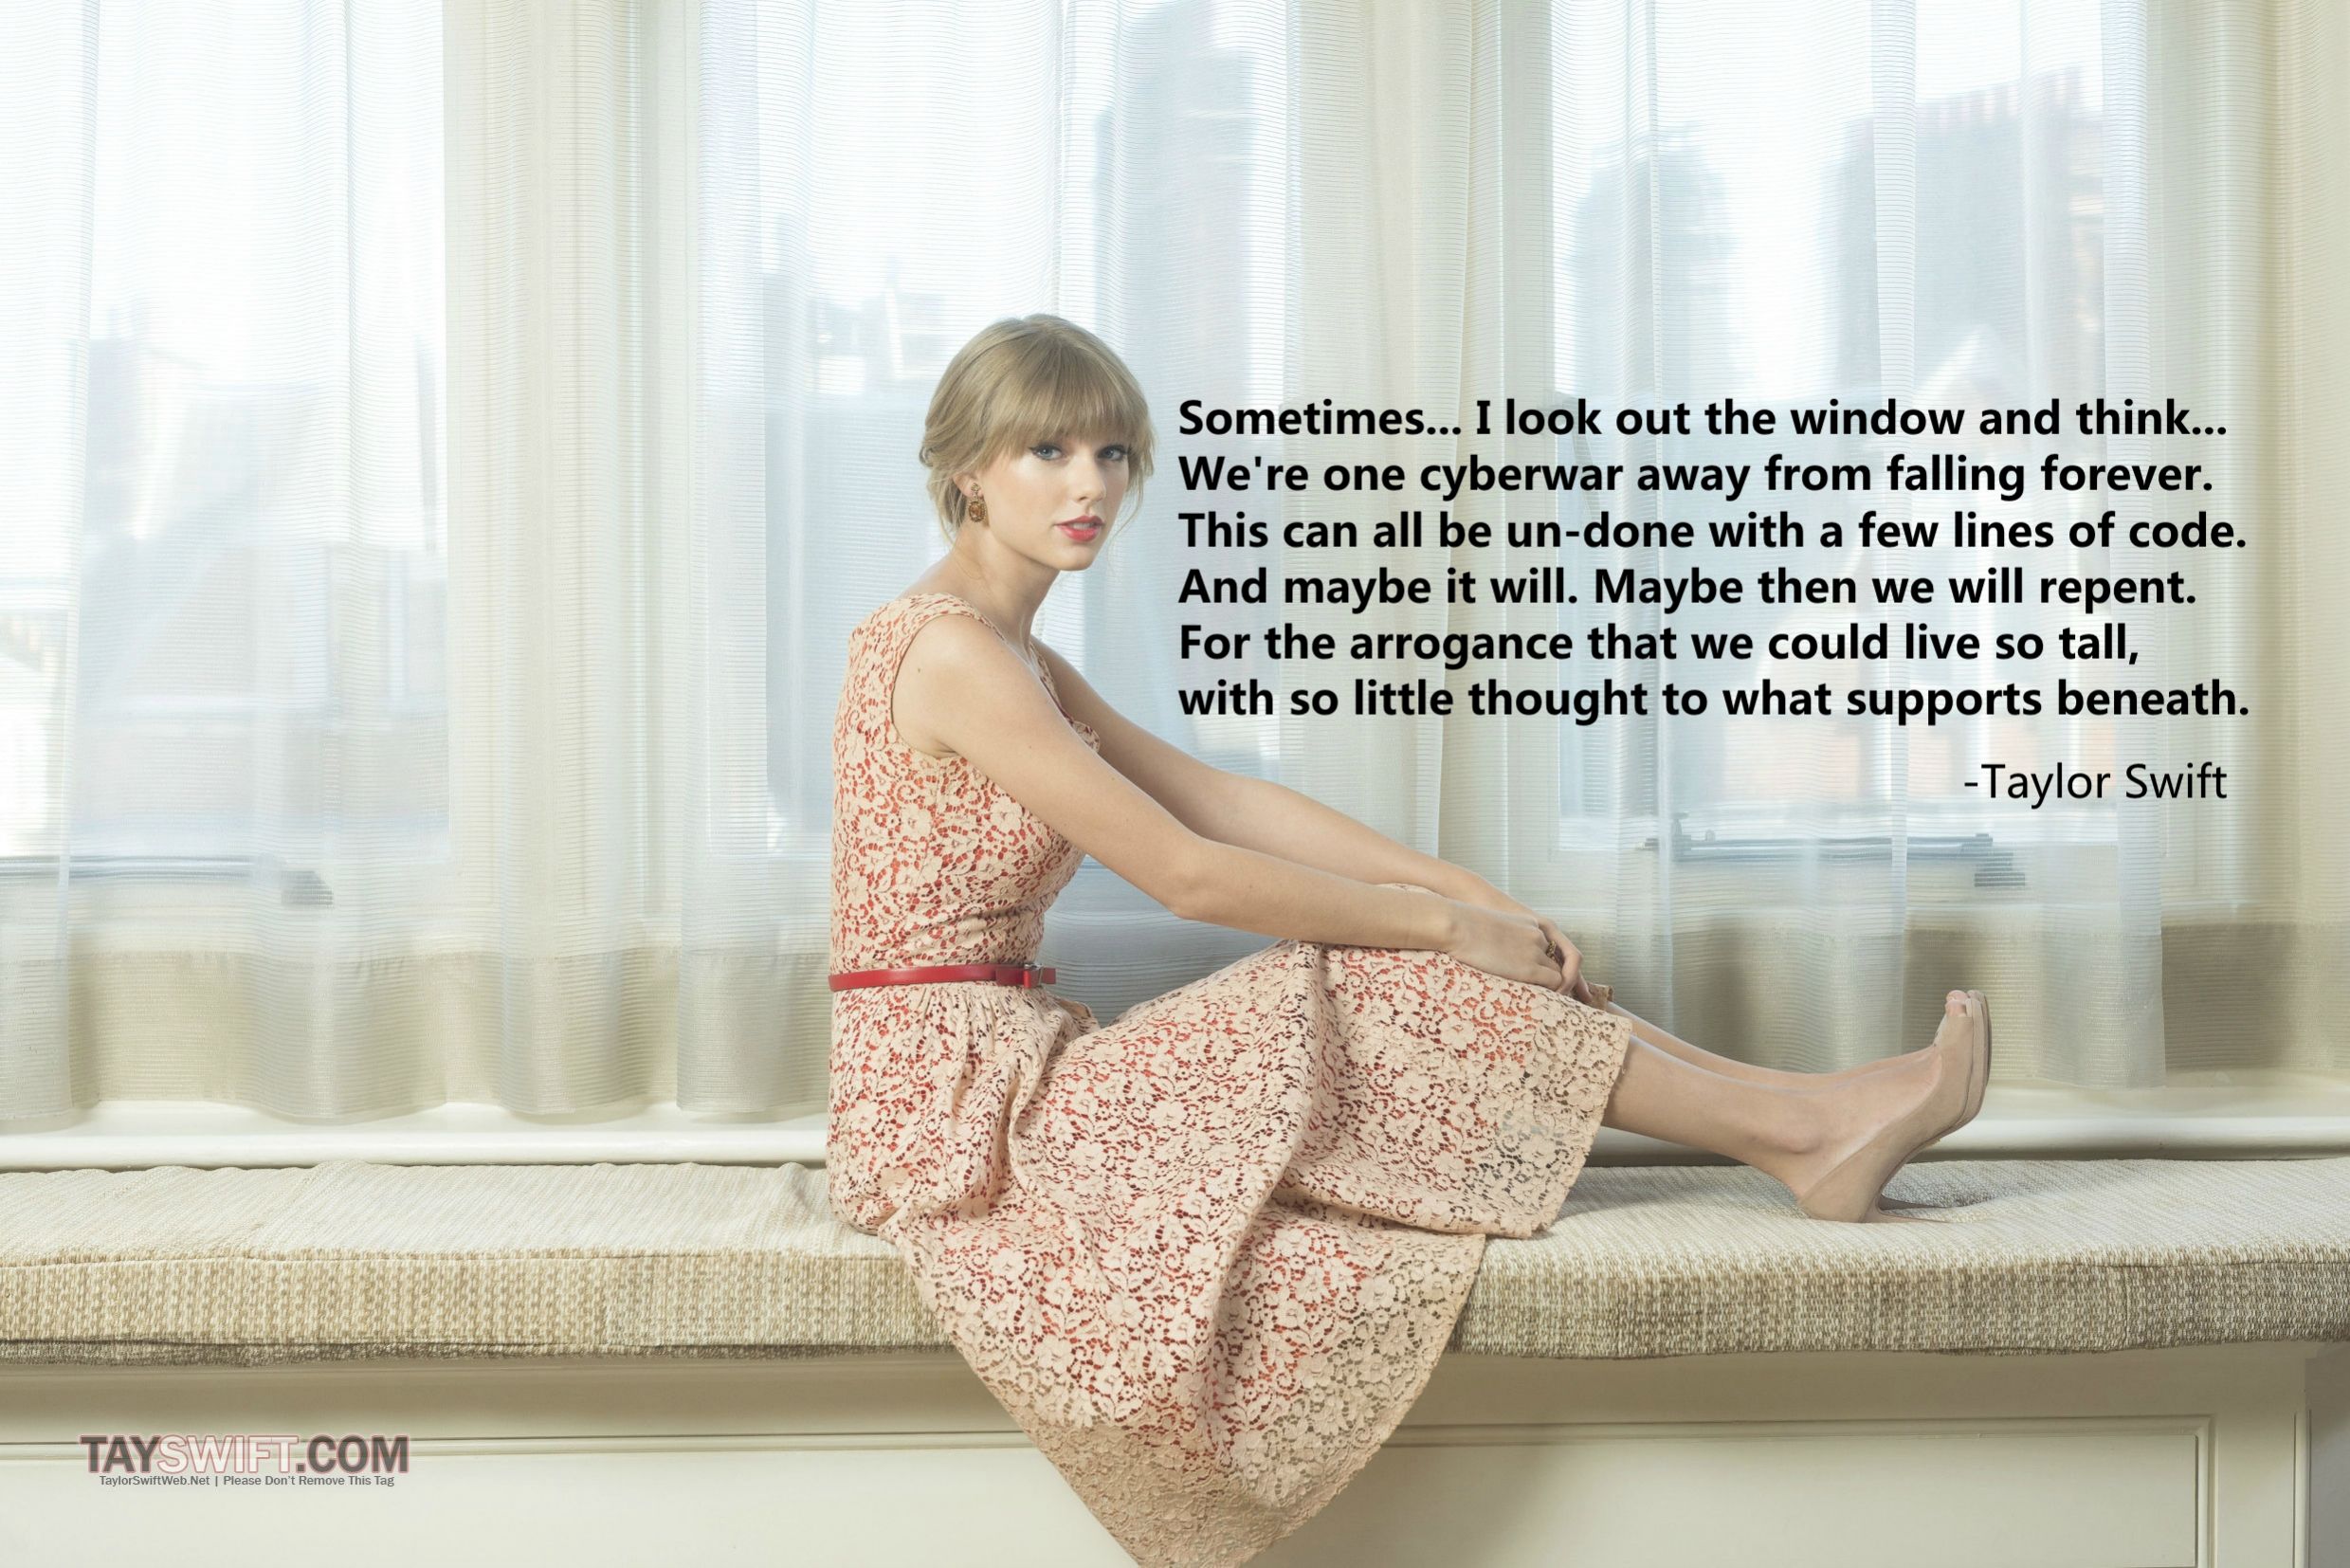 Sometimes... I look out the window and think...
We're one cyberwar away from falling forever.
This can all be un-done with a few lines of code.
And maybe it will. Maybe then we will repent.
For the arrogance that we could live so tall,
with so little thought to what supports beneath.
-Taylor Swift
TAYSWIFT.COM
TaylorSwiftWeb.Net | Please Don't Remove This Tag